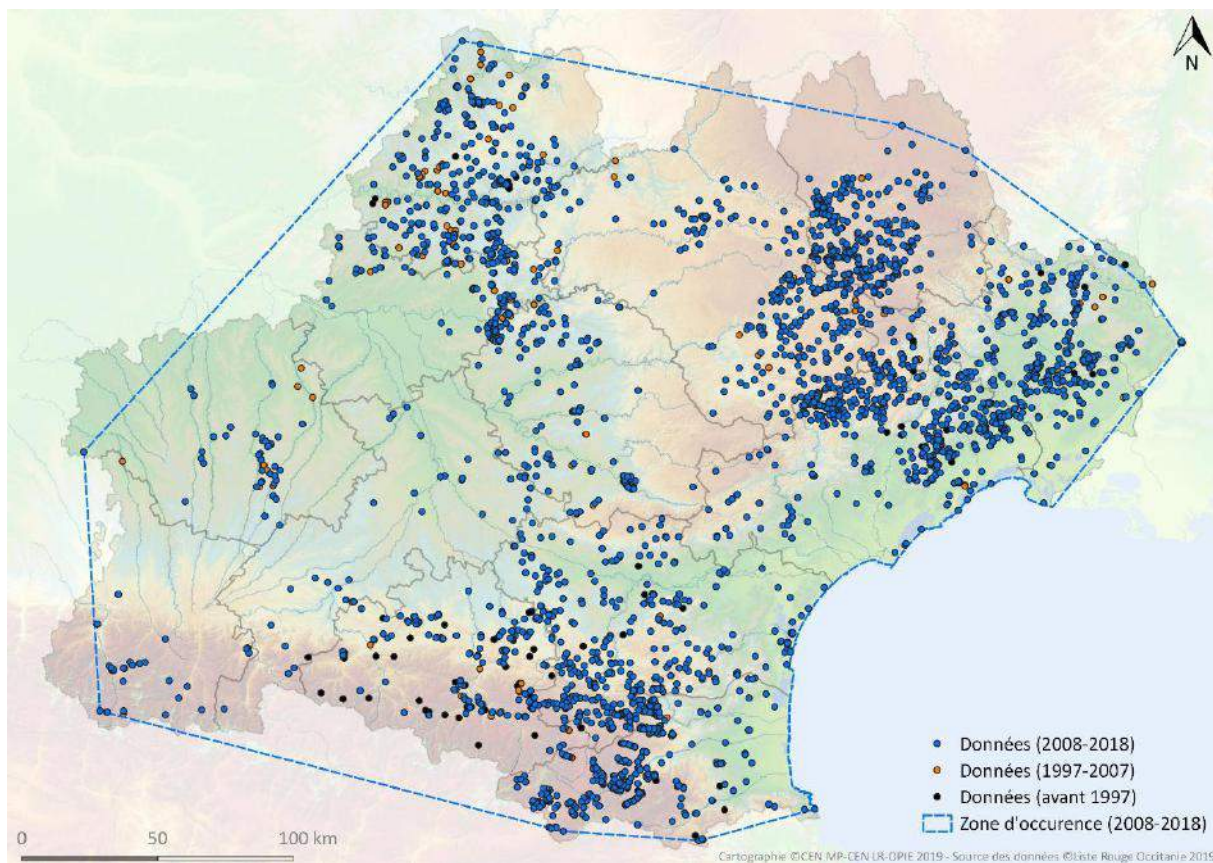 N
Données (2008-2018)
Données (1997-2007)
Données (avant 1997)
Zone d'occurence (2008-2018)
0 50 100 km
Cartographie ©CEN MP-CEN LR-OPIE 2019 - Source des données ©Liste Rouge Occitanie 2019